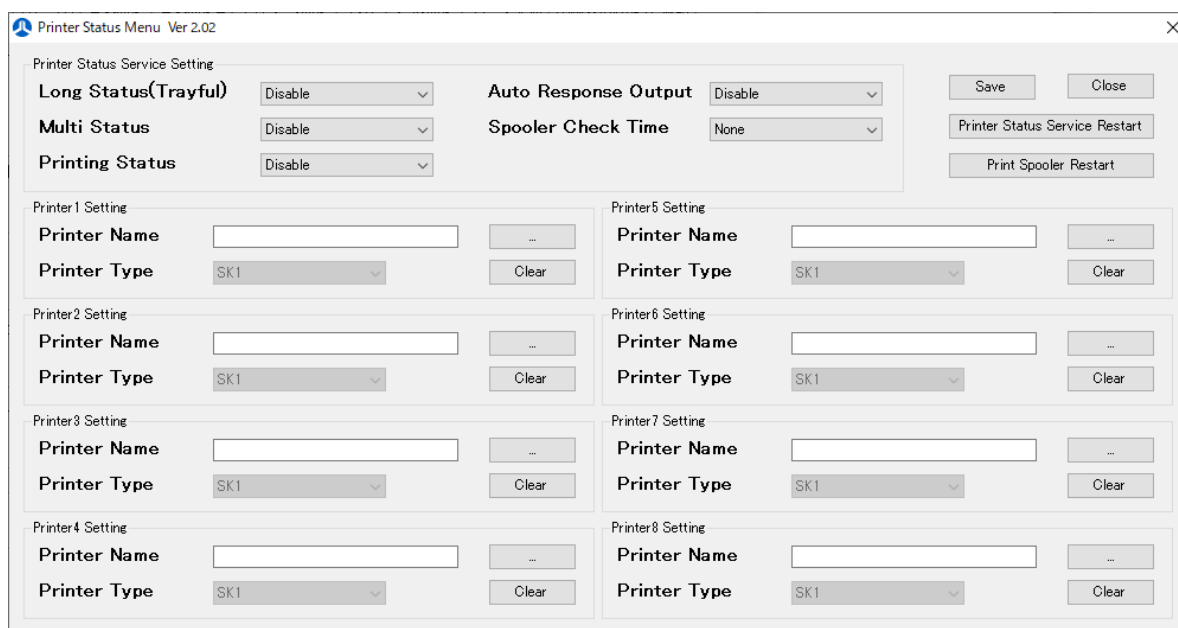 Printer Status Menu Ver 2.02
Printer Status Service Setting
Long Status(Trayful) Disable Auto Response Output Disable Save Close
Multi Status Disable Spooler Check Time None Printer Status Service Restart
Printing Status Disable Print Spooler Restart
Printer1 Setting Printer5 Setting
Printer Name ... Printer Name ...
Printer Type SK1 Clear Printer Type SK1 Clear
Printer2 Setting Printer6 Setting
Printer Name ... Printer Name ...
Printer Type SK1 Clear Printer Type SK1 Clear
Printer3 Setting Printer7 Setting
Printer Name ... Printer Name ...
Printer Type SK1 Clear Printer Type SK1 Clear
Printer4 Setting Printer8 Setting
Printer Name ... Printer Name ...
Printer Type SK1 Clear Printer Type SK1 Clear